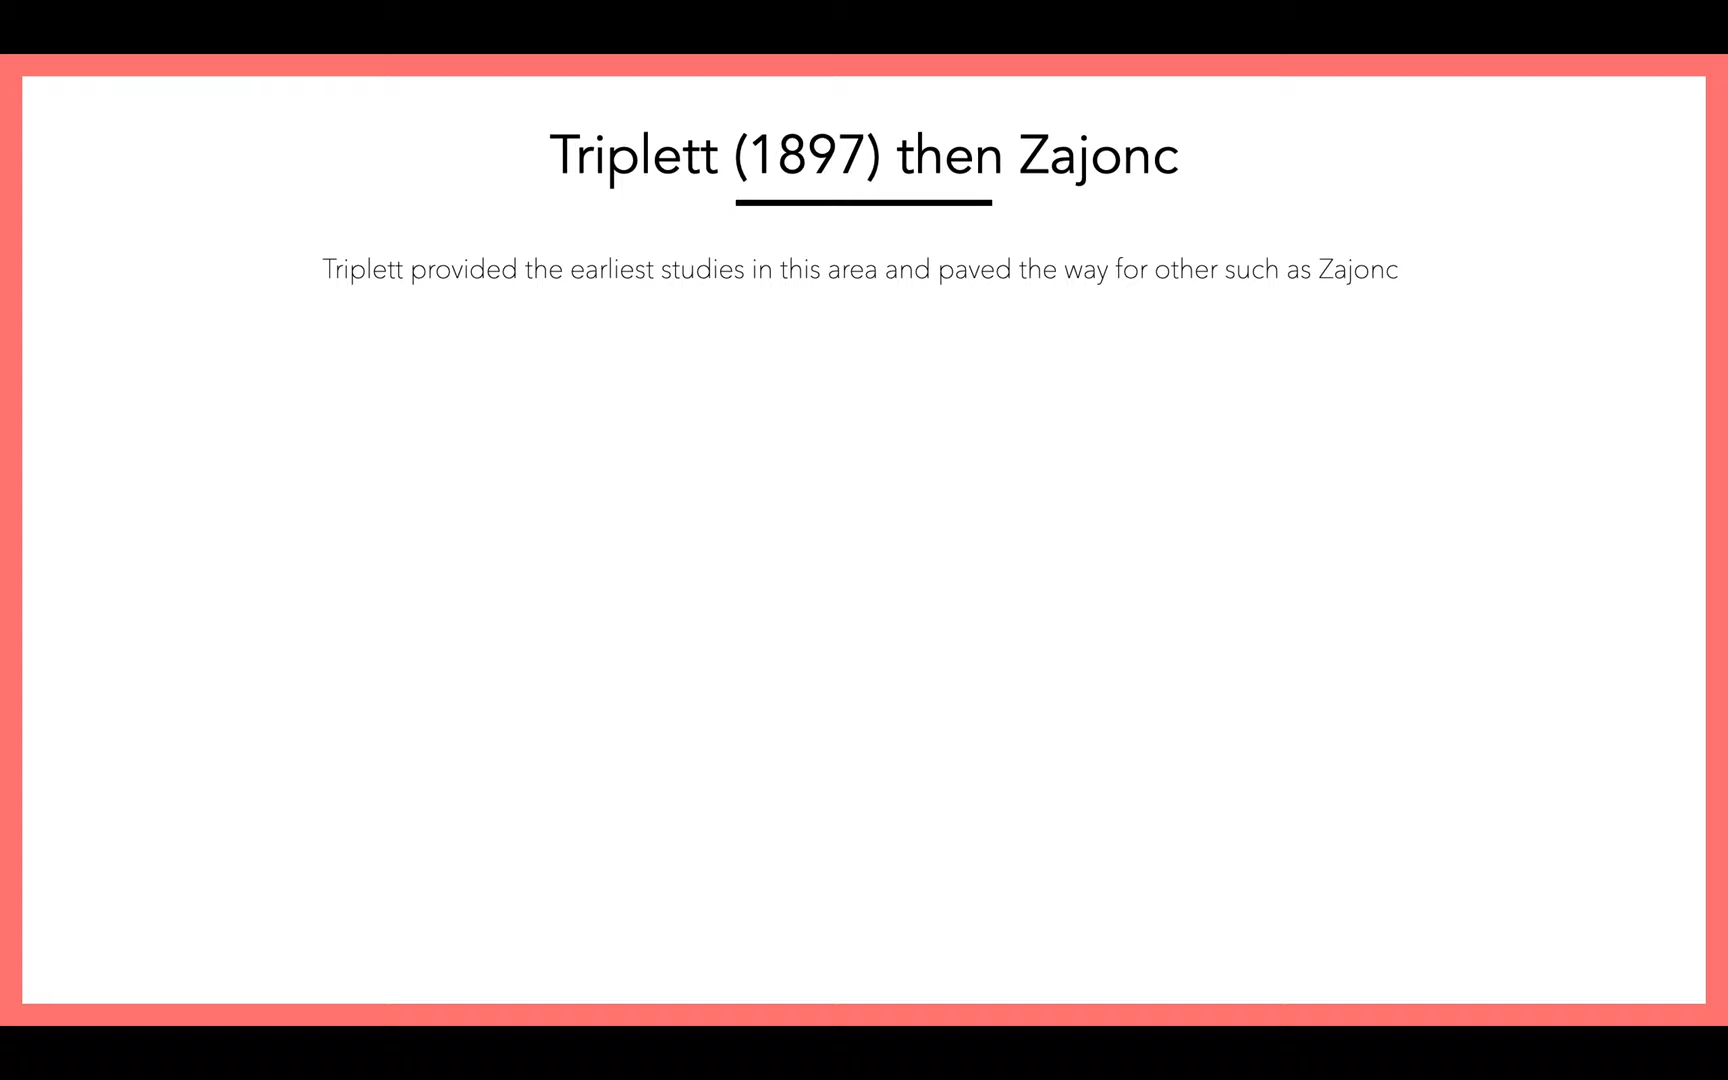 Triplett (1897) then Zajonc
Triplett provided the earliest studies in this area and paved the way for other such as Zajonc